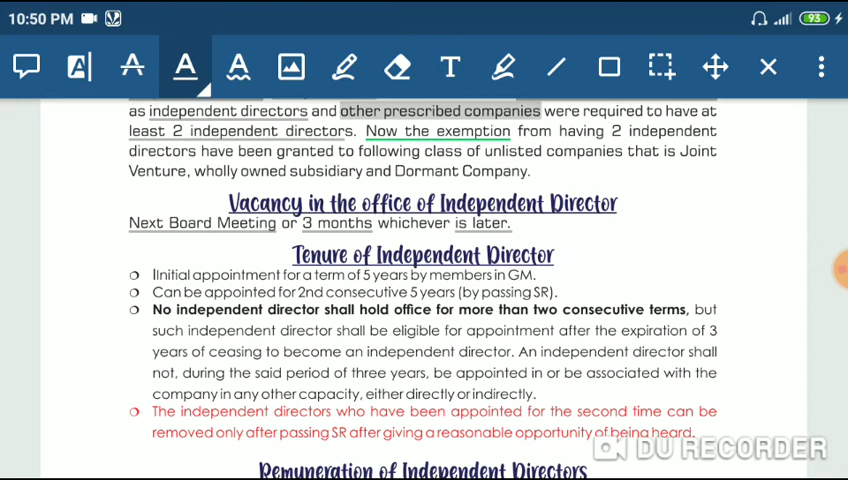 10:50 PM
93
A
A
A
A
T
as independent directors and other prescribed companies were required to have at
least 2 independent directors. Now the exemption from having 2 independent
directors have been granted to following class of unlisted companies that is Joint
Venture, wholly owned subsidiary and Dormant Company.
Vacancy in the office of Independent Director
Next Board Meeting or 3 months whichever is later.
Tenure of Independent Director
Initial appointment for a term of 5 years by members in GM.
Can be appointed for 2nd consecutive 5 years (by passing SR).
No independent director shall hold office for more than two consecutive terms, but
such independent director shall be eligible for appointment after the expiration of 3
years of ceasing to become an independent director. An independent director shall
not, during the said period of three years, be appointed in or be associated with the
company in any other capacity, either directly or indirectly.
The independent directors who have been appointed for the second time can be
removed only after passing SR after giving a reasonable opportunity of being heard.
DU RECORDER
Remuneration of Independent Directors